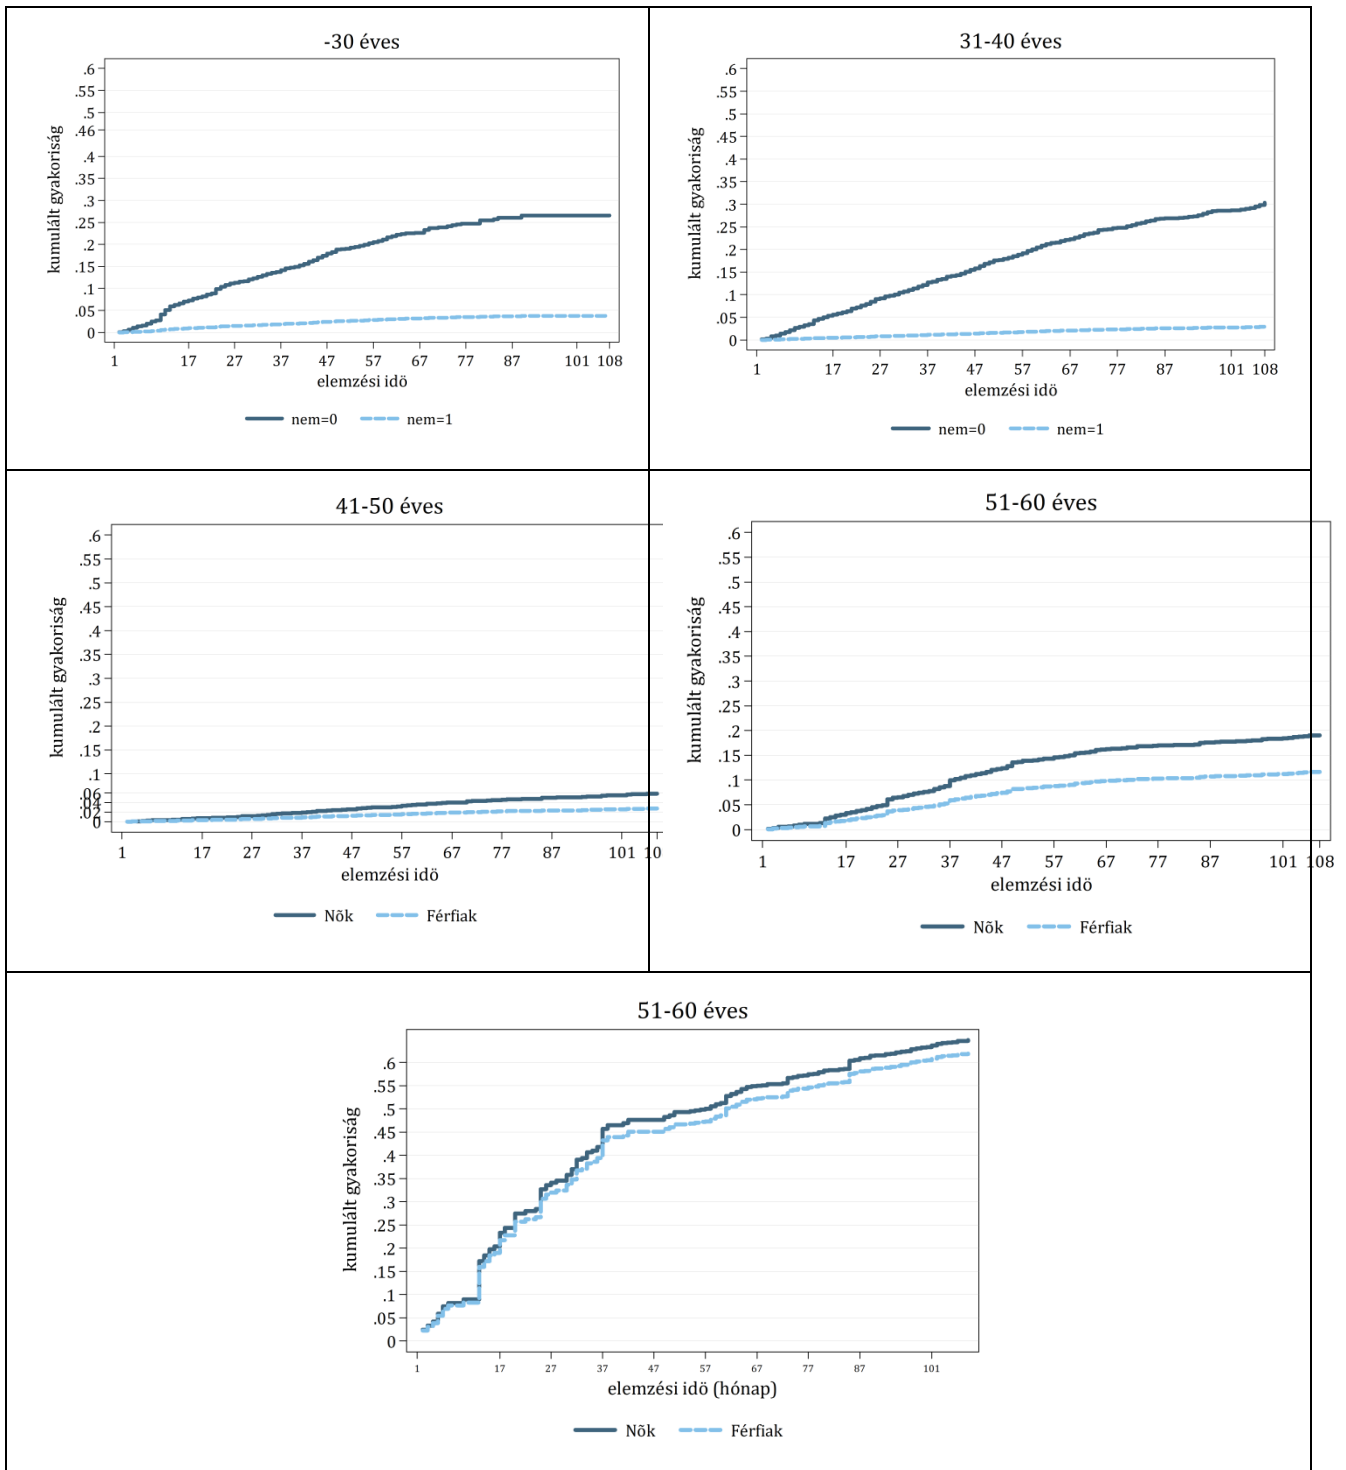 -30 éves
.6
.55
.5
.46
.4
.35
.3
.25
.2
.15
.1
.05
0
kumulált gyakoriság
1 17 27 37 47 57 67 77 87 101 108
elemzési idö
nem=0 nem=1
31-40 éves
.6
.55
.5
.45
.4
.35
.3
.25
.2
.15
.1
.05
0
kumulált gyakoriság
1 17 27 37 47 57 67 77 87 101 108
elemzési idö
nem=0 nem=1
41-50 éves
.6
.55
.5
.45
.4
.35
.3
.25
.2
.15
.1
.06
.04
.02
0
kumulált gyakoriság
1 17 27 37 47 57 67 77 87 101 10
elemzési idö
Nõk Férfiak
51-60 éves
.6
.55
.5
.45
.4
.35
.3
.25
.2
.15
.1
.05
0
kumulált gyakoriság
1 17 27 37 47 57 67 77 87 101 108
elemzési idö
Nõk Férfiak
51-60 éves
.6
.55
.5
.45
.4
.35
.3
.25
.2
.15
.1
.05
0
kumulált gyakoriság
1 17 27 37 47 57 67 77 87 101
elemzési idö (hónap)
Nõk Férfiak